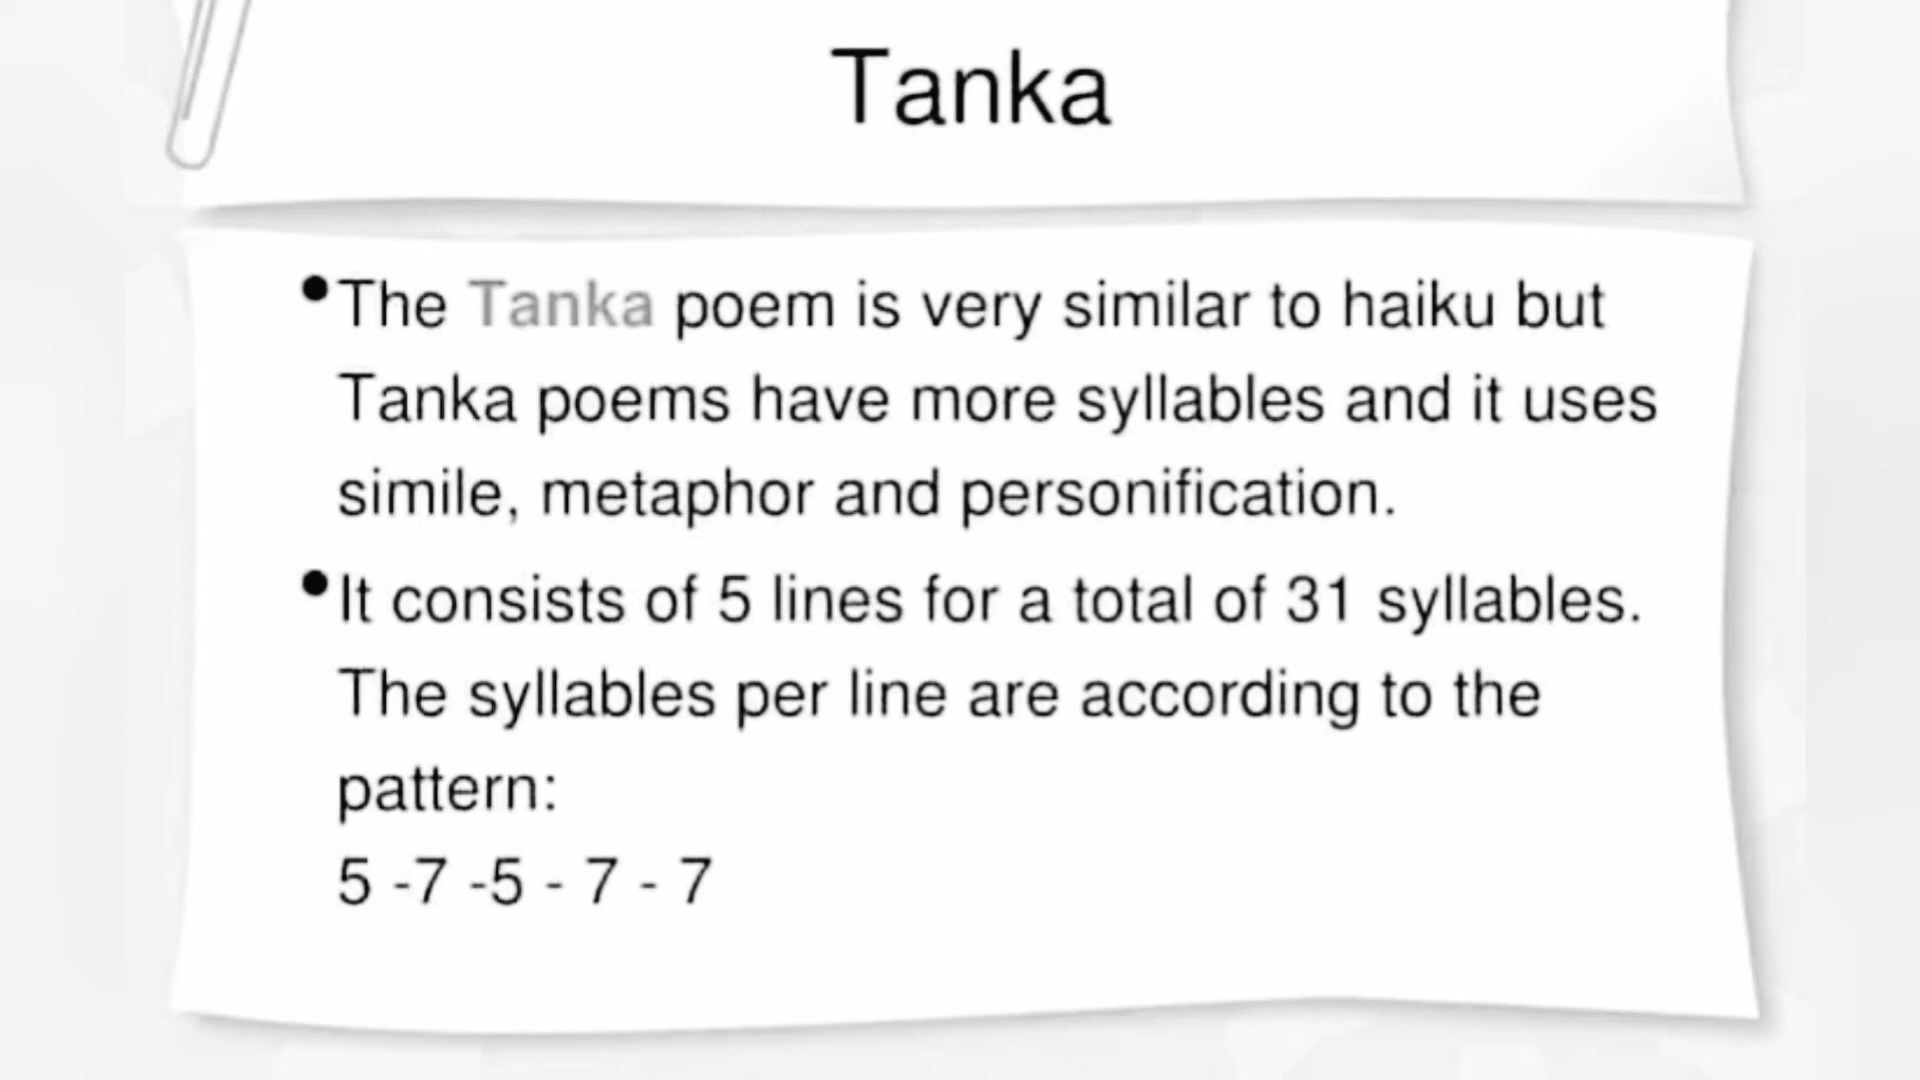 Tanka
•The Tanka poem is very similar to haiku but
Tanka poems have more syllables and it uses
simile, metaphor and personification.
•It consists of 5 lines for a total of 31 syllables.
The syllables per line are according to the
pattern:
5 -7 -5 - 7 - 7